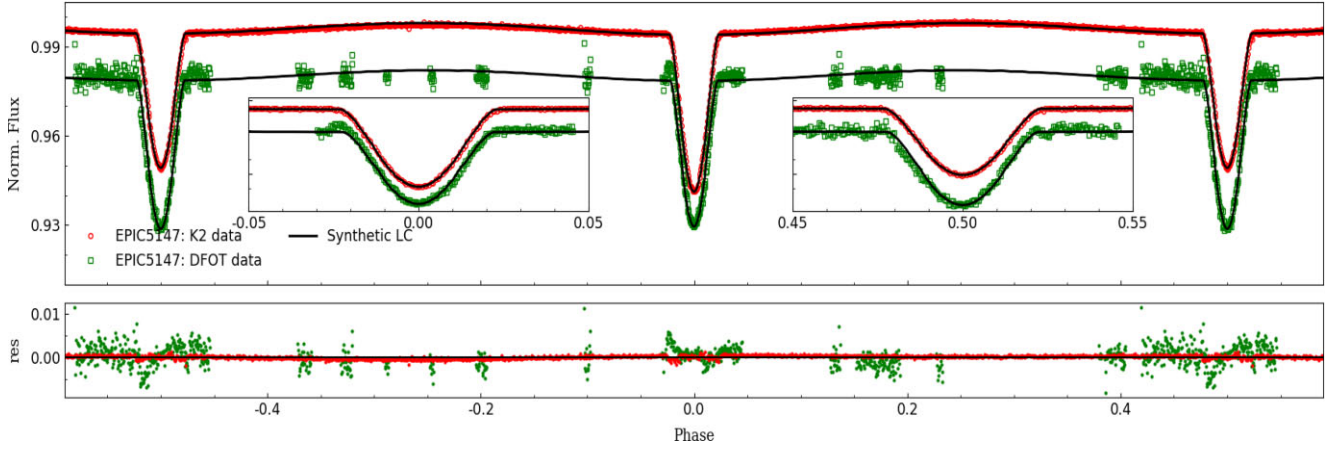 0.99
0.96
0.93
Norm. Flux
-0.05 0.00 0.05
0.45 0.50 0.55
EPIC5147: K2 data
Synthetic LC
EPIC5147: DFOT data
0.01
0.00
res
-0.4 -0.2 0.0 0.2 0.4
Phase